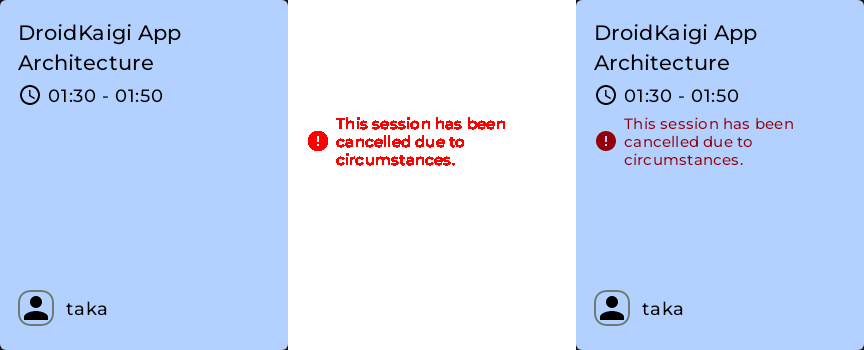 DroidKaigi App
Architecture
01:30 - 01:50
taka
This session has been
cancelled due to
circumstances.
DroidKaigi App
Architecture
01:30 - 01:50
This session has been
cancelled due to
circumstances.
taka